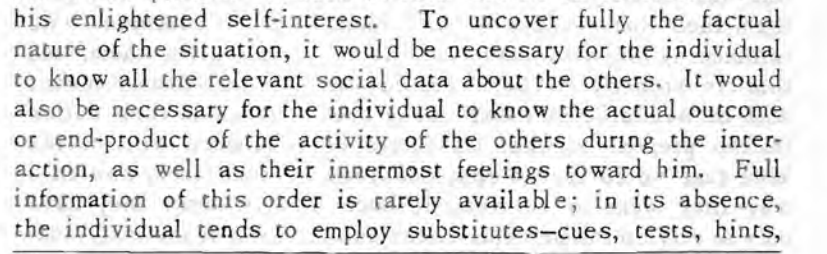 his enlightened self-interest. To uncover fully the factual
nature of the situation, it would be necessary for the individual
to know all the relevant social data about the others. It would
also be necessary for the individual to know the actual outcome
or end-product of the activity of the others during the inter-
action, as well as their innermost feelings toward him. Full
information of this order is rarely available; in its absence,
the individual tends to employ substitutes—cues, tests, hints,